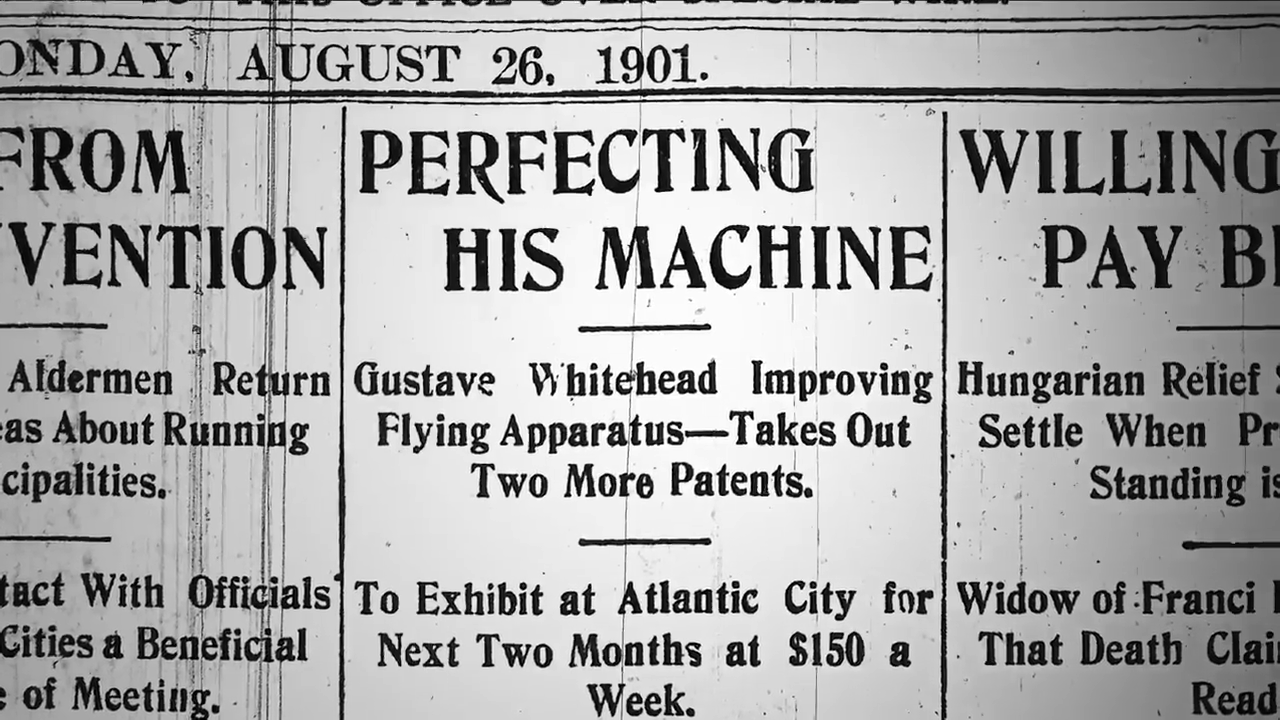 ONDAY, AUGUST 26, 1901.
FROM
VENTION
Aldermen Return
eas About Running
cipalities.
tact With Officials
Cities a Beneficial
of Meeting.
PERFECTING
HIS MACHINE
Gustave Whitehead Improving
Flying Apparatus—Takes Out
Two More Patents.
To Exhibit at Atlantic City for
Next Two Months at $150 a
Week.
WILLING
PAY B
Hungarian Relief
Settle When Pr
Standing is
Widow of Franci
That Death Clai
Read